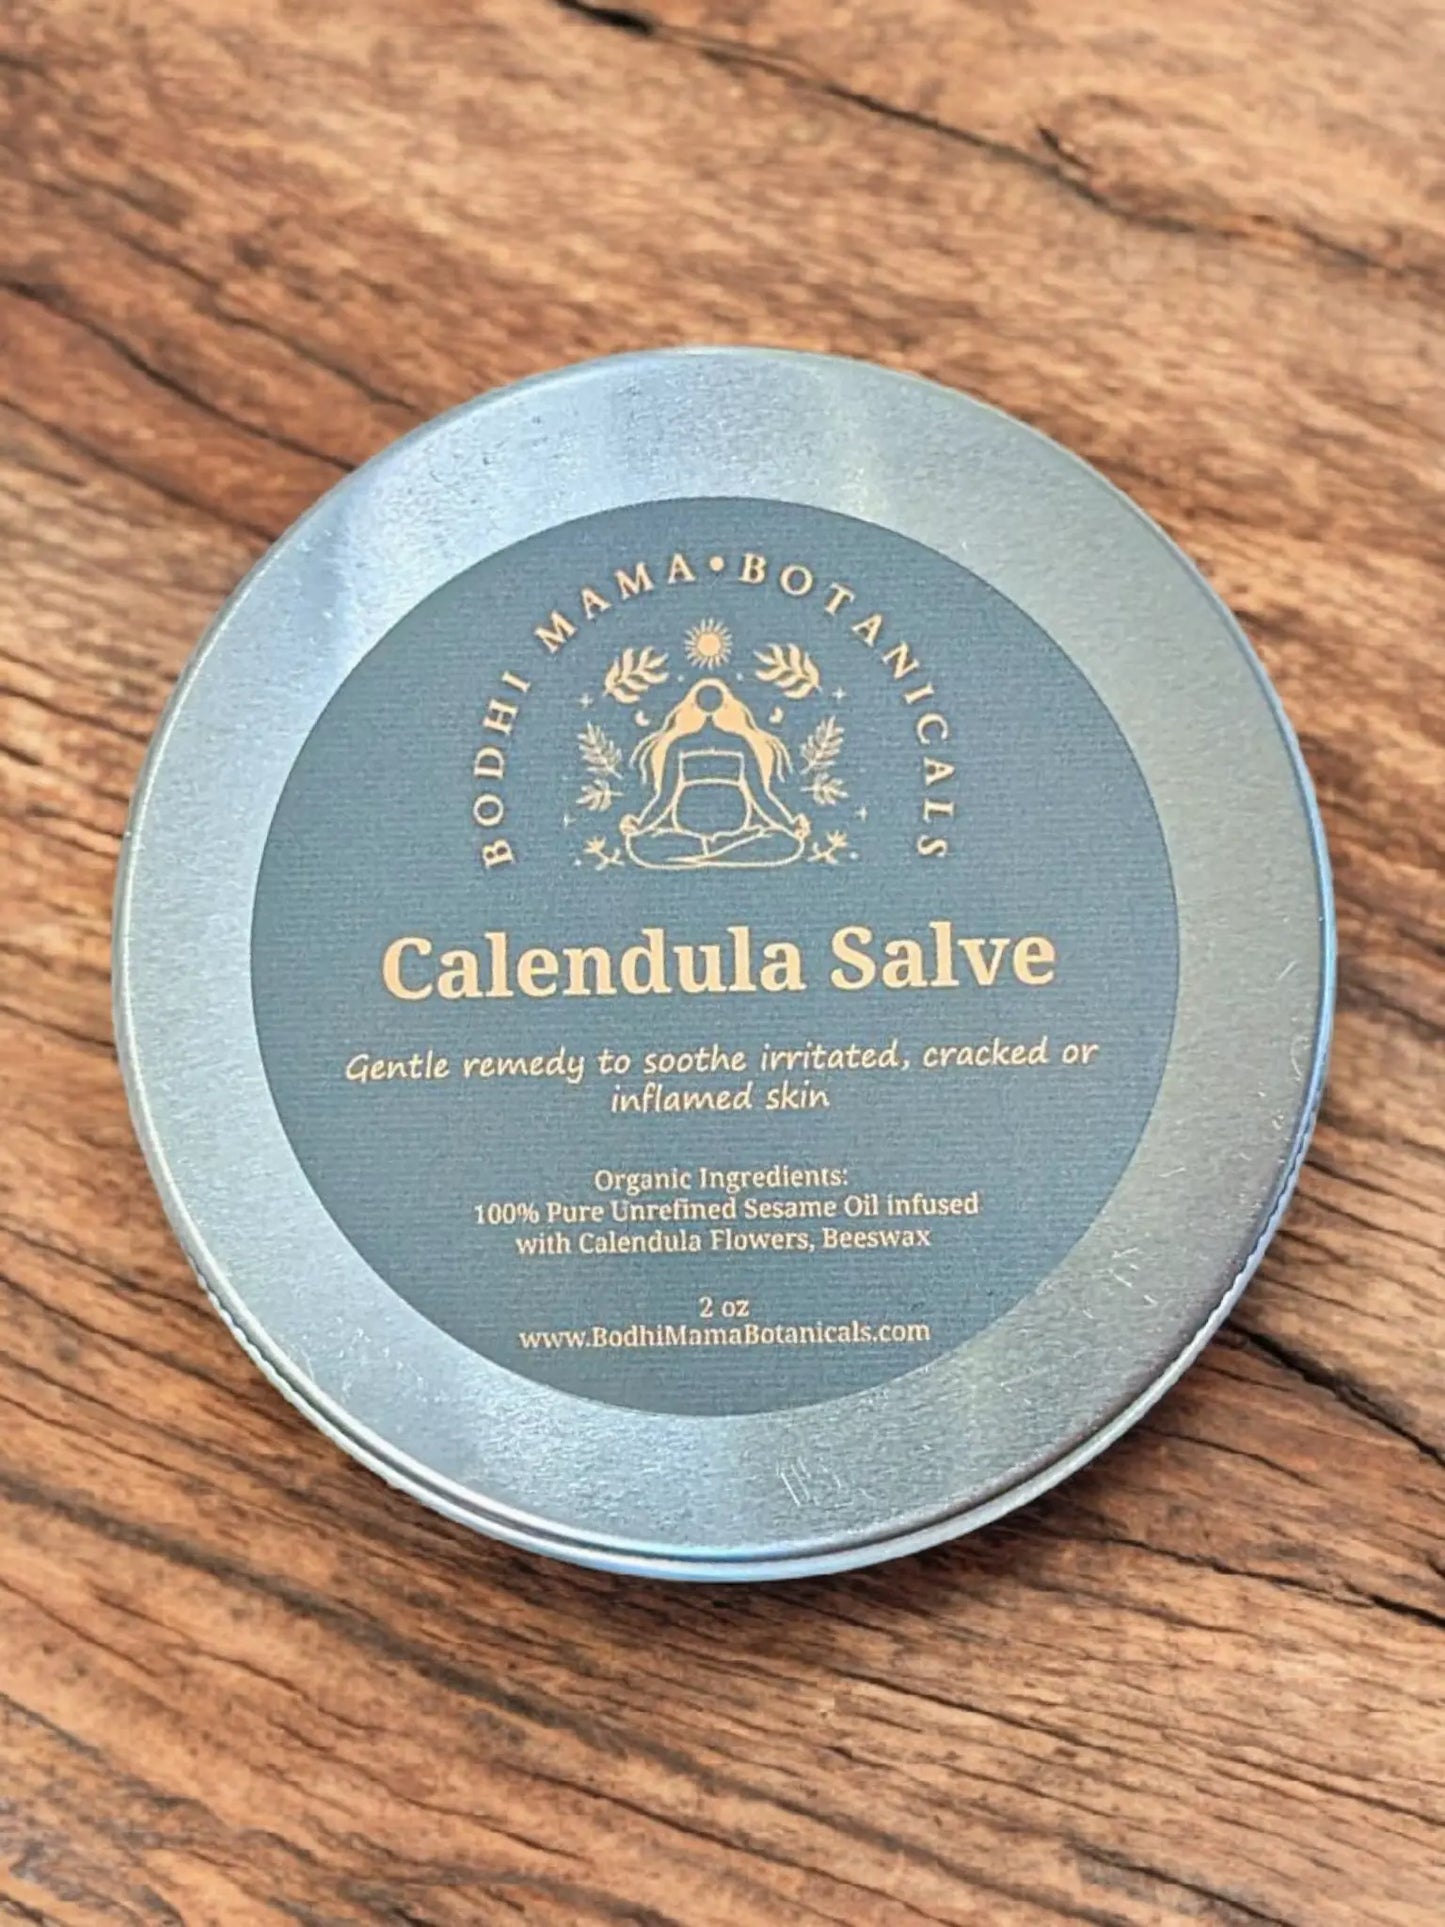 BODHI MAMA•BOTANICALS
Calendula Salve
Gentle remedy to soothe irritated, cracked or
inflamed skin
Organic Ingredients:
100% Pure Unrefined Sesame Oil infused
with Calendula Flowers, Beeswax
2 oz
www.BodhiMamaBotanicals.com